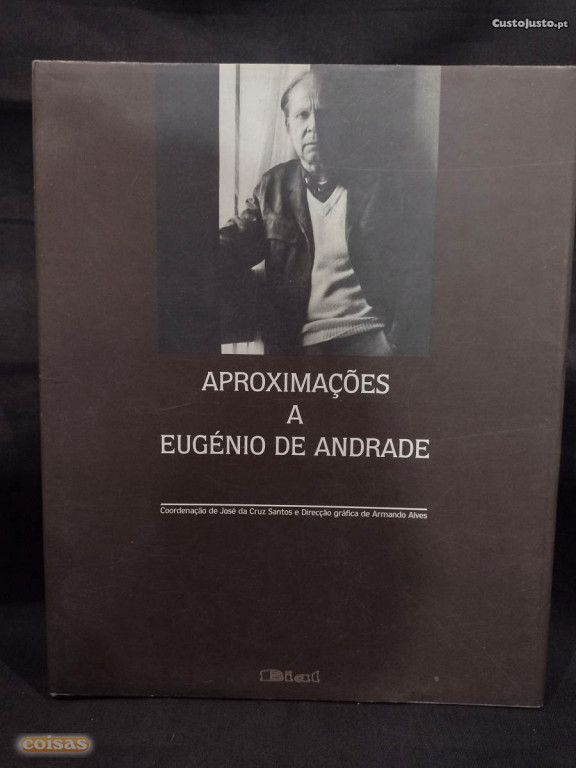 CustoJusto.pt
APROXIMAÇÕES
A
EUGÉNIO DE ANDRADE
Coordenação de José da Cruz Santos e Direcção gráfica de Armando Alves
Bial
coisas